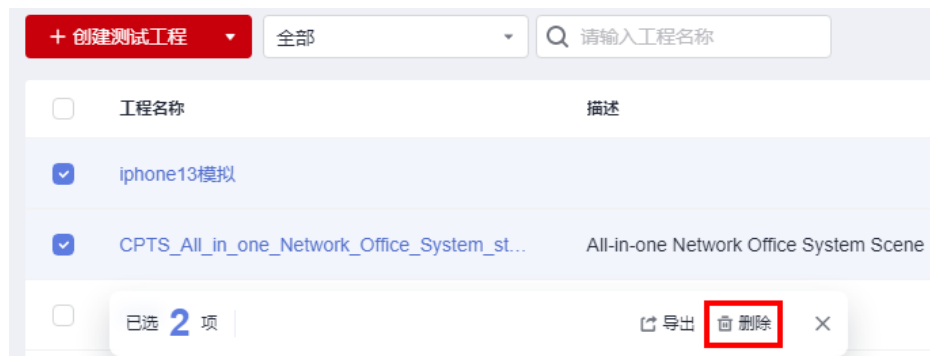 + 创建测试工程 全部 请输入工程名称
工程名称 描述
iphone13模拟
CPTS_All_in_one_Network_Office_System_st... All-in-one Network Office System Scene
已选 2 项 导出 删除